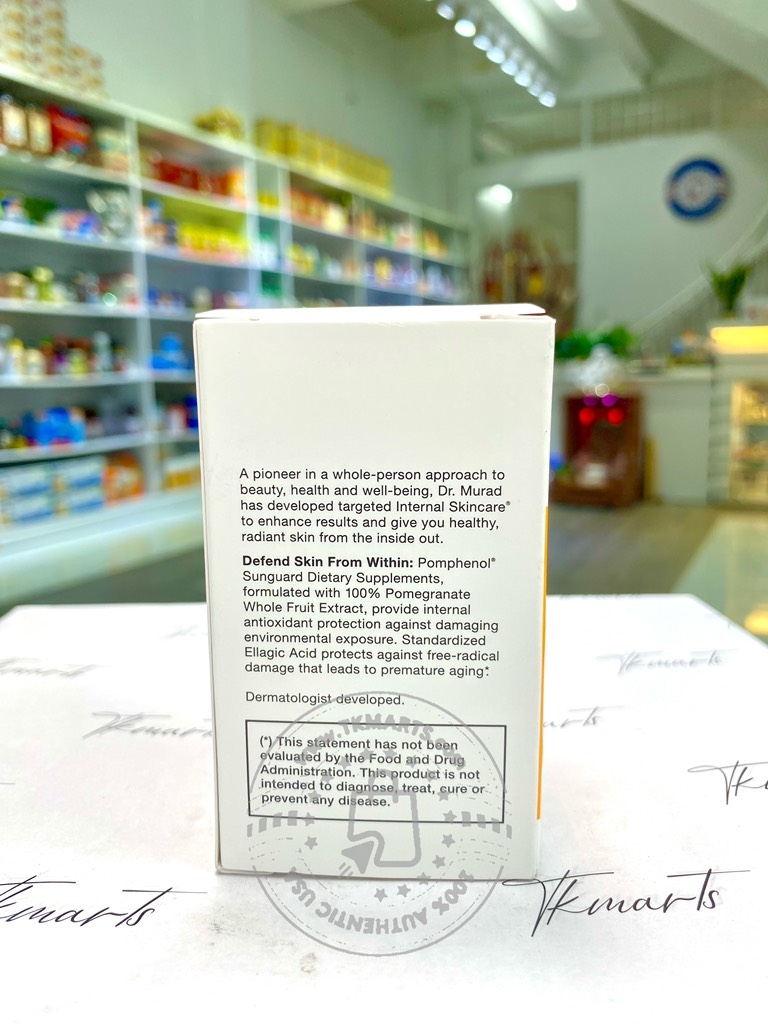 A pioneer in a whole-person approach to
beauty, health and well-being, Dr. Murad
has developed targeted Internal Skincare®
to enhance results and give you healthy,
radiant skin from the inside out.
Defend Skin From Within: Pomphenol®
Sunguard Dietary Supplements,
formulated with 100% Pomegranate
Whole Fruit Extract, provide internal
antioxidant protection against damaging
environmental exposure. Standardized
Ellagic Acid protects against free-radical
damage that leads to premature aging*.
Dermatologist developed.
(*) This statement has not been
evaluated by the Food and Drug
Administration. This product is not
intended to diagnose, treat, cure or
prevent any disease.
WWW.TKMARTS.COM
100% AUTHENTIC USA
Tkmarts
Tkmarts
Tkmarts